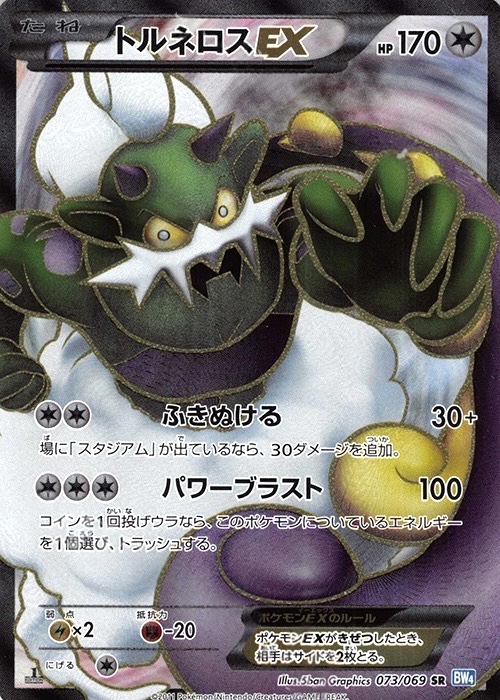 たね
トルネロスEX HP170
ふきぬける 30+
場に「スタジアム」が出ているなら、30ダメージを追加。
パワーブラスト 100
コインを1回投げウラなら、このポケモンについているエネルギー
を1個選び、トラッシュする。
弱点 ×2 抵抗力 -20
にげる
ポケモンEXのルール
ポケモンEXがきぜつしたとき、
相手はサイドを2枚とる。
Illus. 5ban Graphics 073/069 SR BW4
©2011 Pokémon/Nintendo/Creatures/GAME FREAK.